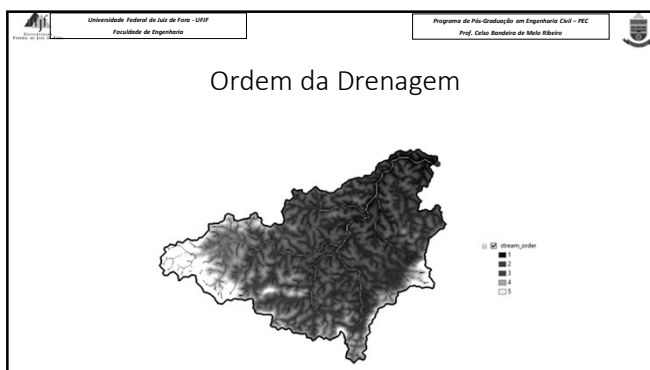 Universidade Federal de Juiz de Fora - UFJF
Faculdade de Engenharia
Programa de Pós-Graduação em Engenharia Civil – PEC
Prof. Celso Bandeira de Melo Ribeiro
Ordem da Drenagem
stream_order
1
2
3
4
5